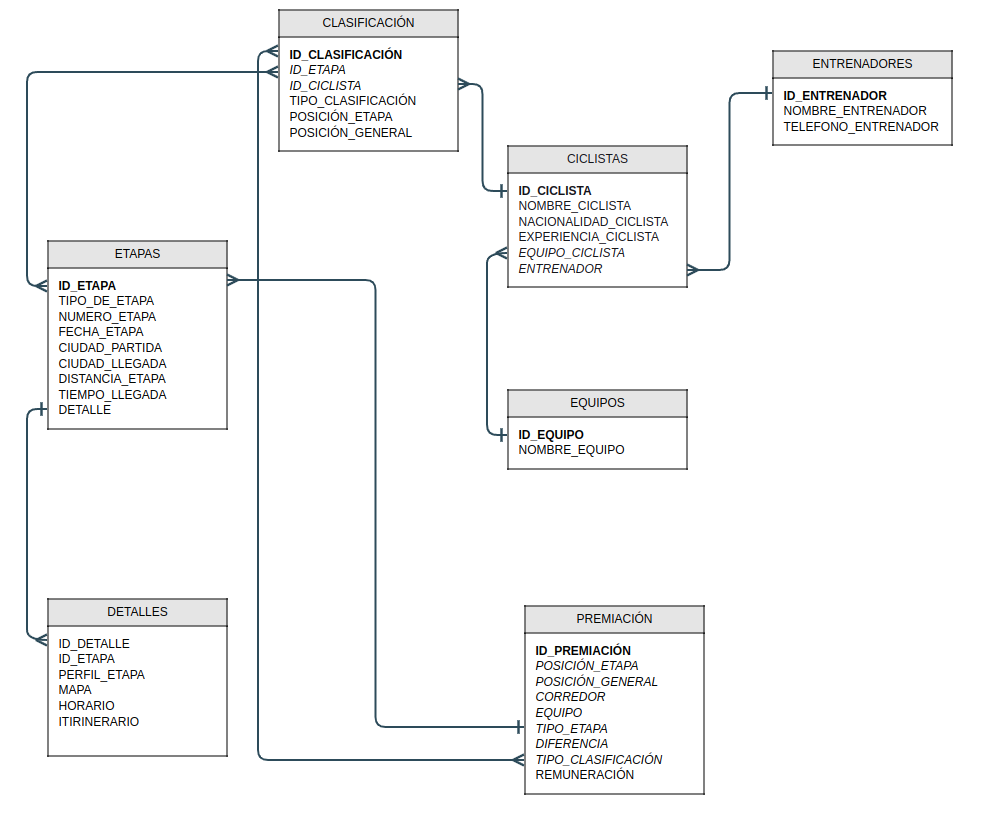 CLASIFICACIÓN
ID_CLASIFICACIÓN
ID_ETAPA
ID_CICLISTA
TIPO_CLASIFICACIÓN
POSICIÓN_ETAPA
POSICIÓN_GENERAL
ENTRENADORES
ID_ENTRENADOR
NOMBRE_ENTRENADOR
TELEFONO_ENTRENADOR
CICLISTAS
ID_CICLISTA
NOMBRE_CICLISTA
NACIONALIDAD_CICLISTA
EXPERIENCIA_CICLISTA
EQUIPO_CICLISTA
ENTRENADOR
ETAPAS
ID_ETAPA
TIPO_DE_ETAPA
NUMERO_ETAPA
FECHA_ETAPA
CIUDAD_PARTIDA
CIUDAD_LLEGADA
DISTANCIA_ETAPA
TIEMPO_LLEGADA
DETALLE
EQUIPOS
ID_EQUIPO
NOMBRE_EQUIPO
DETALLES
ID_DETALLE
ID_ETAPA
PERFIL_ETAPA
MAPA
HORARIO
ITIRINERARIO
PREMIACIÓN
ID_PREMIACIÓN
POSICIÓN_ETAPA
POSICIÓN_GENERAL
CORREDOR
EQUIPO
TIPO_ETAPA
DIFERENCIA
TIPO_CLASIFICACIÓN
REMUNERACIÓN